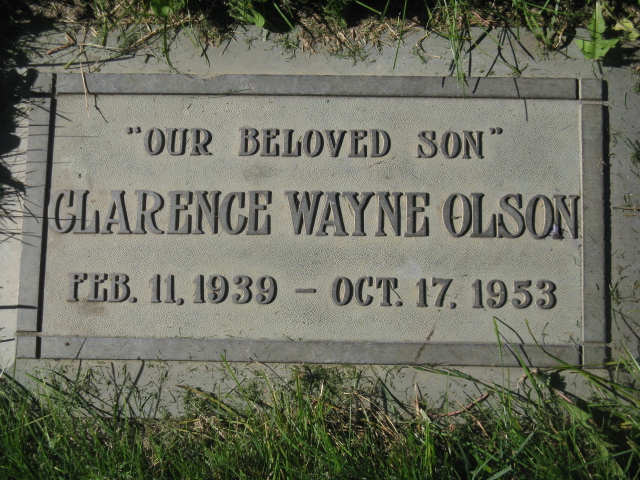 "OUR BELOVED SON"
CLARENCE WAYNE OLSON
FEB. 11, 1939 – OCT. 17, 1953